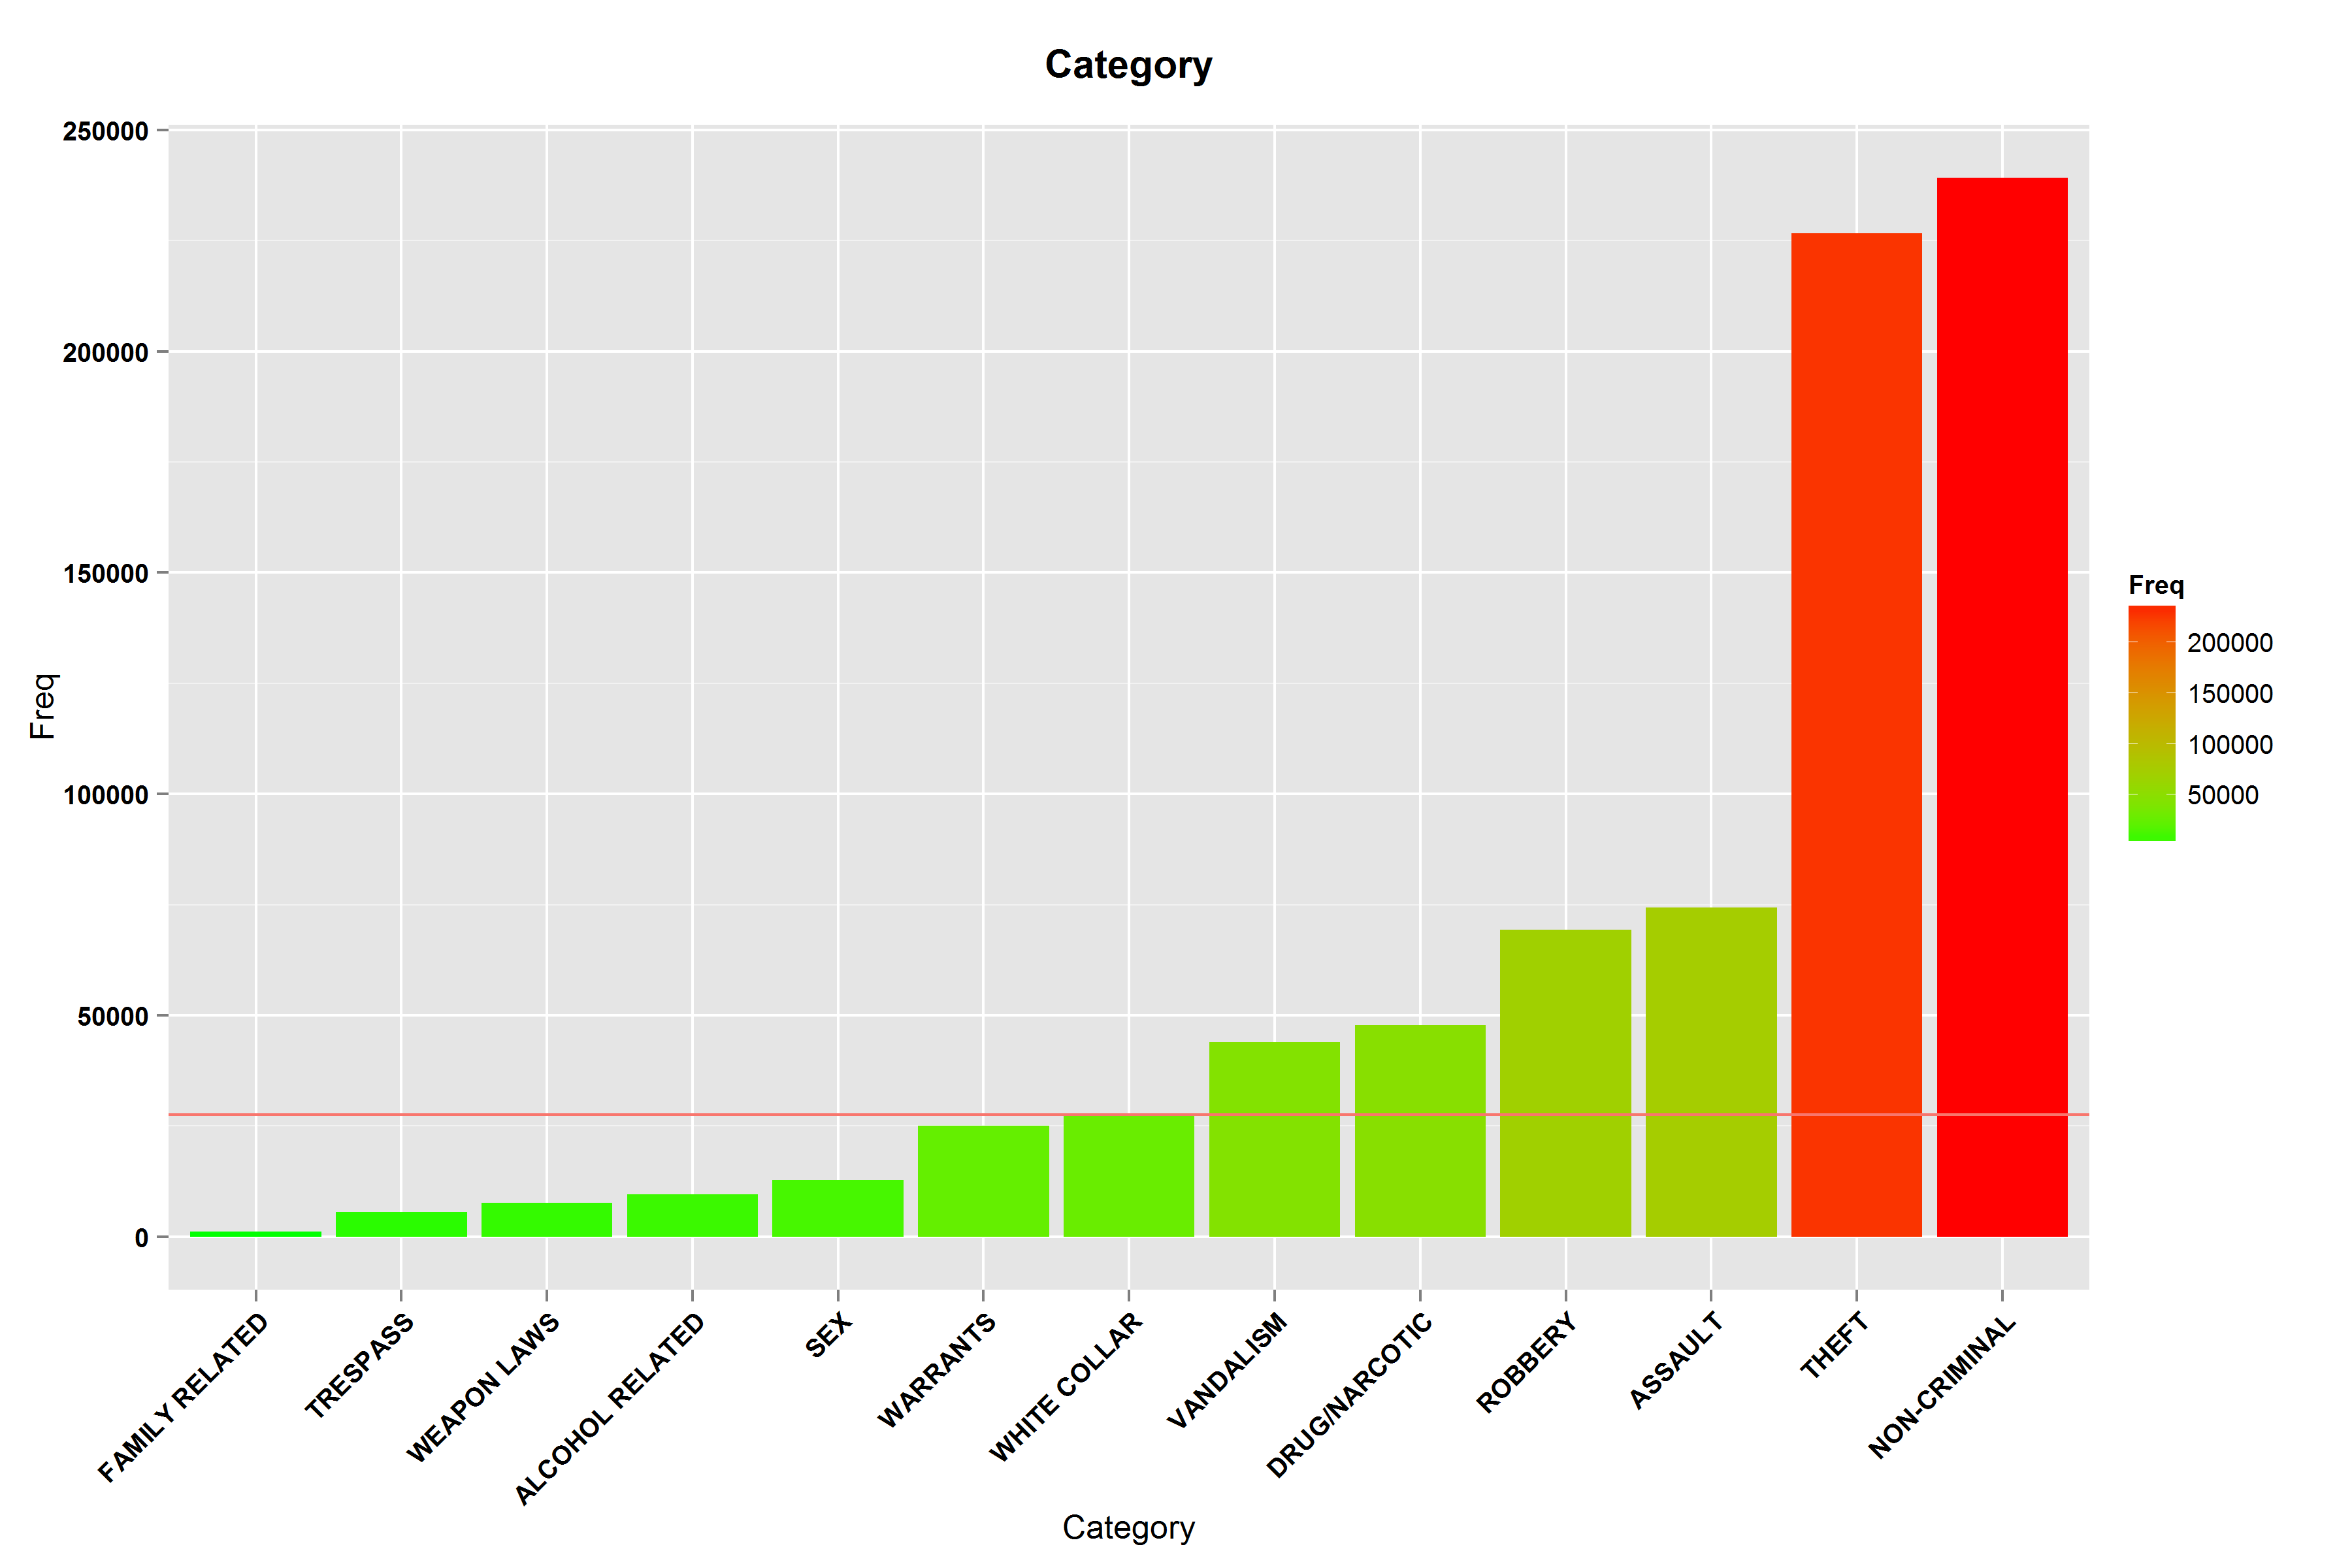 Category
250000
200000
150000
100000
50000
0
Freq
FAMILY RELATED
TRESPASS
WEAPON LAWS
ALCOHOL RELATED
SEX
WARRANTS
WHITE COLLAR
VANDALISM
DRUG/NARCOTIC
ROBBERY
ASSAULT
THEFT
NON-CRIMINAL
Category
Freq
200000
150000
100000
50000